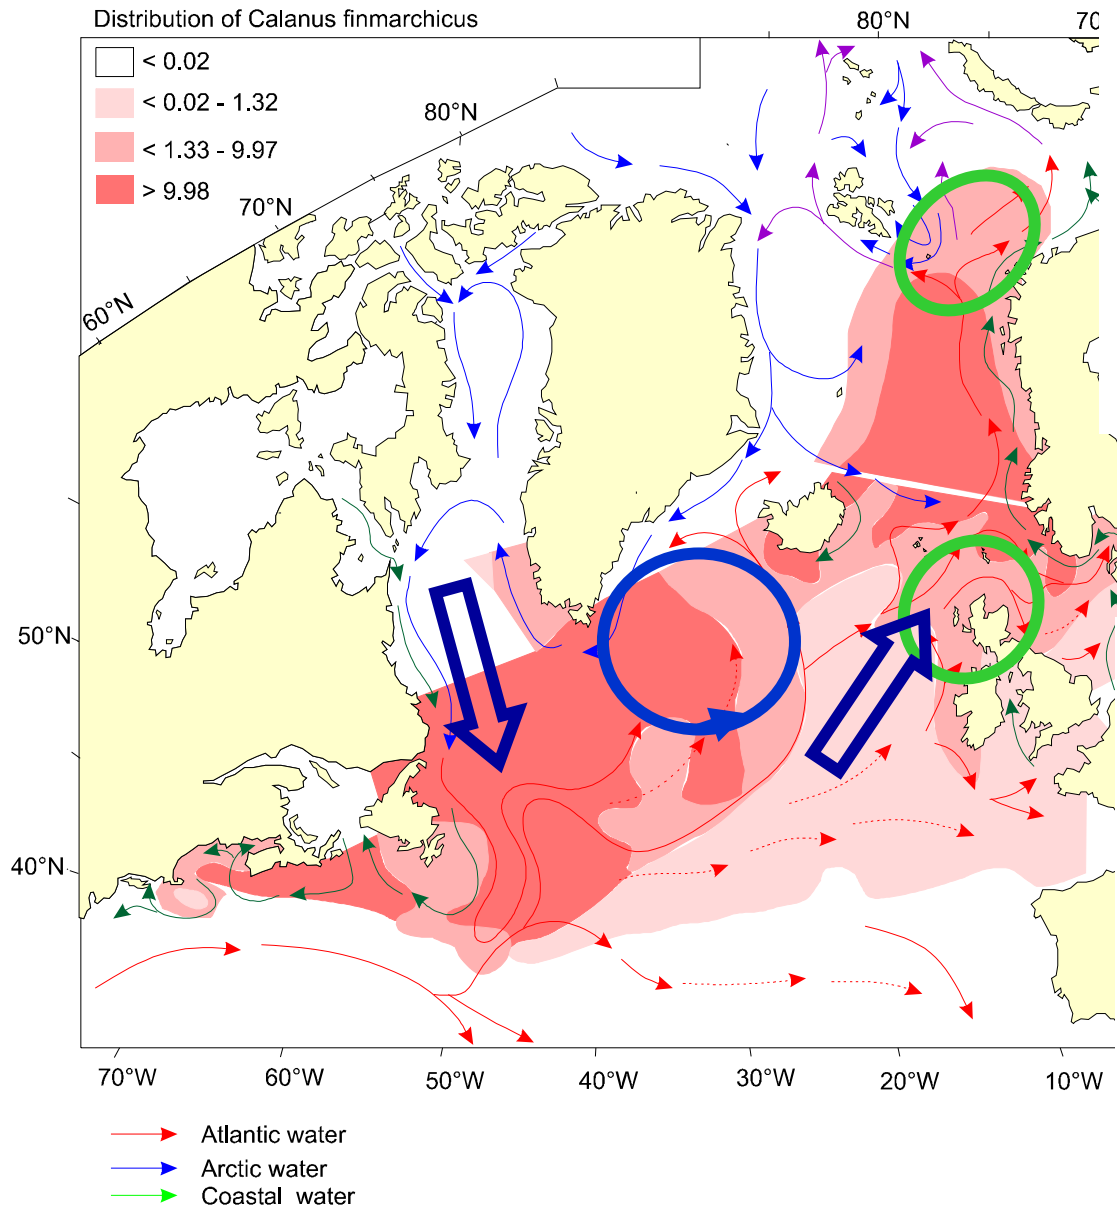 Distribution of Calanus finmarchicus
< 0.02
< 0.02 - 1.32
< 1.33 - 9.97
> 9.98
80°N
70
80°N
70°N
60°N
50°N
40°N
70°W
60°W
50°W
40°W
30°W
20°W
10°W
Atlantic water
Arctic water
Coastal water